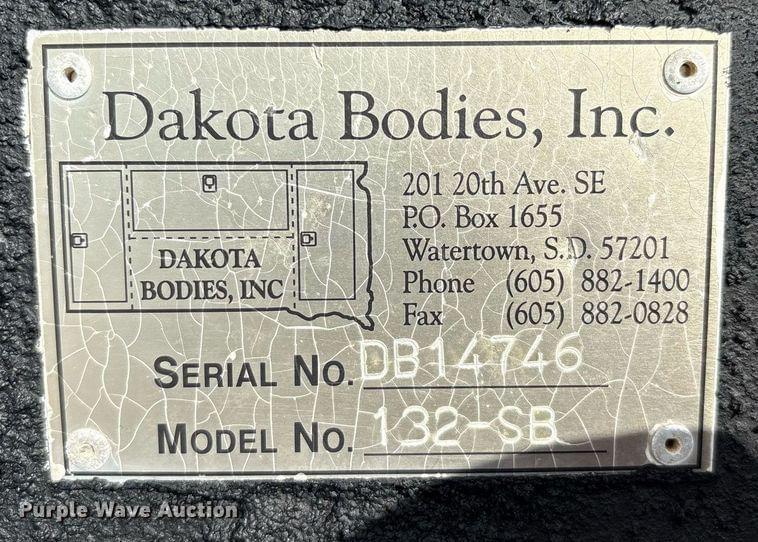 Dakota Bodies, Inc.
DAKOTA
BODIES, INC
201 20th Ave. SE
P.O. Box 1655
Watertown, S.D. 57201
Phone (605) 882-1400
Fax (605) 882-0828
SERIAL NO. DB14746
MODEL NO. 132-SB
Purple Wave Auction